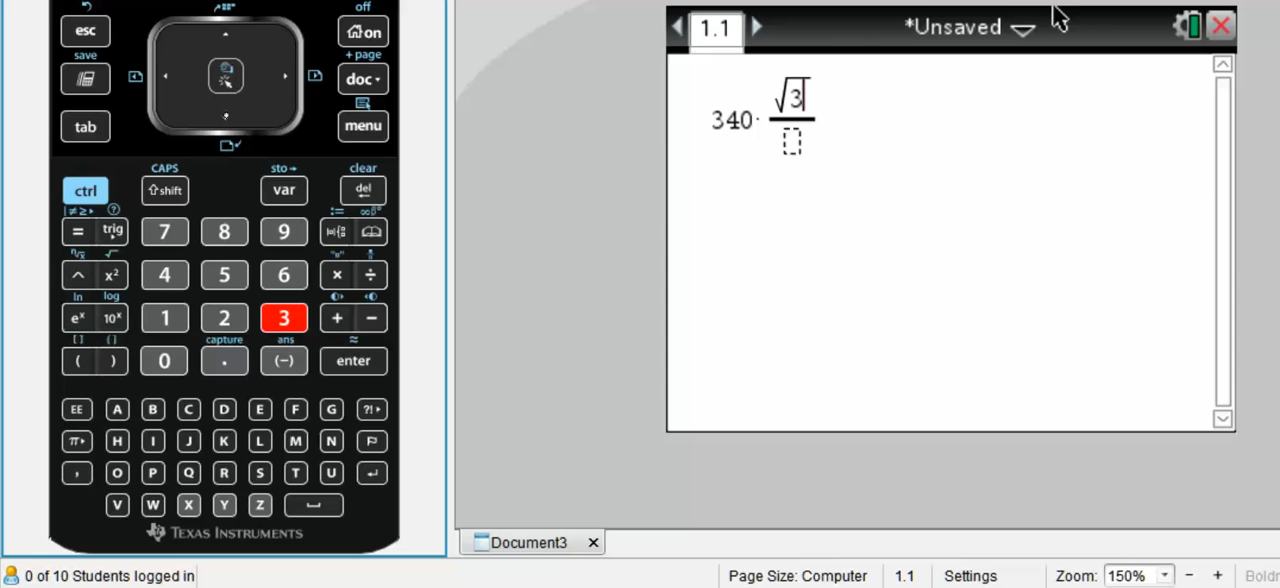 off
esc
on
save
+ page
doc
tab
menu
CAPS
sto→
clear
ctrl
⇧shift
var
del
=
trig
7
8
9
^
x²
4
5
6
×
÷
ln
log
eˣ
10ˣ
1
2
3
+
−
[ ]
{ }
capture
ans
≈
(
)
0
.
(−)
enter
EE
A
B
C
D
E
F
G
?!▸
π▸
H
I
J
K
L
M
N
,
O
P
Q
R
S
T
U
V
W
X
Y
Z
TEXAS INSTRUMENTS
1.1
*Unsaved
340·√3/
Document3
0 of 10 Students logged in
Page Size: Computer
1.1
Settings
Zoom:
150%
−
+
Boldn